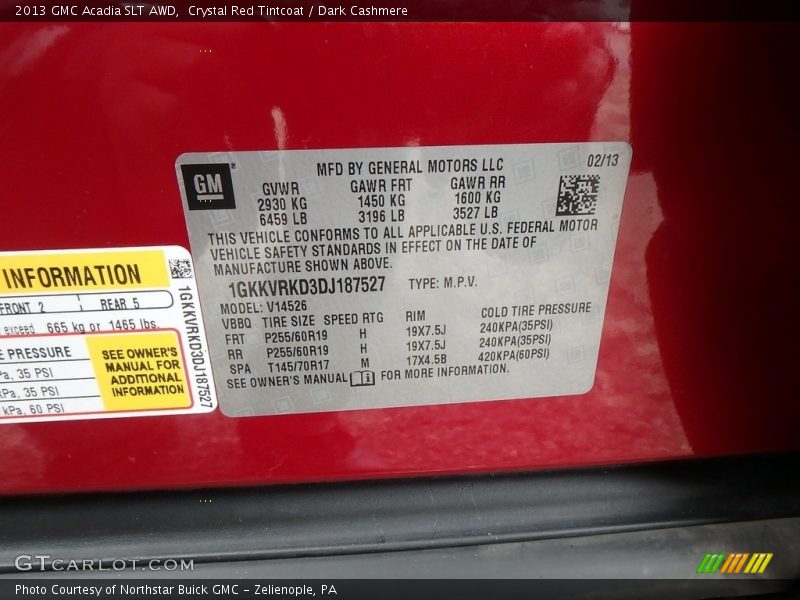 2013 GMC Acadia SLT AWD, Crystal Red Tintcoat / Dark Cashmere
GM
MFD BY GENERAL MOTORS LLC
02/13
GVWR GAWR FRT GAWR RR
2930 KG 1450 KG 1600 KG
6459 LB 3196 LB 3527 LB
THIS VEHICLE CONFORMS TO ALL APPLICABLE U.S. FEDERAL MOTOR
VEHICLE SAFETY STANDARDS IN EFFECT ON THE DATE OF
MANUFACTURE SHOWN ABOVE.
1GKKVRKD3DJ187527 TYPE: M.P.V.
MODEL: V14526
VBBQ TIRE SIZE SPEED RTG RIM COLD TIRE PRESSURE
FRT P255/60R19 H 19X7.5J 240KPA(35PSI)
RR P255/60R19 H 19X7.5J 240KPA(35PSI)
SPA T145/70R17 M 17X4.5B 420KPA(60PSI)
SEE OWNER'S MANUAL FOR MORE INFORMATION.
INFORMATION
FRONT 2 REAR 5
exceed 665 kg or 1465 lbs.
PRESSURE
35 PSI
kPa, 35 PSI
kPa, 60 PSI
SEE OWNER'S
MANUAL FOR
ADDITIONAL
INFORMATION
1GKKVRKD3DJ187527
GTCARLOT.COM
Photo Courtesy of Northstar Buick GMC - Zelienople, PA